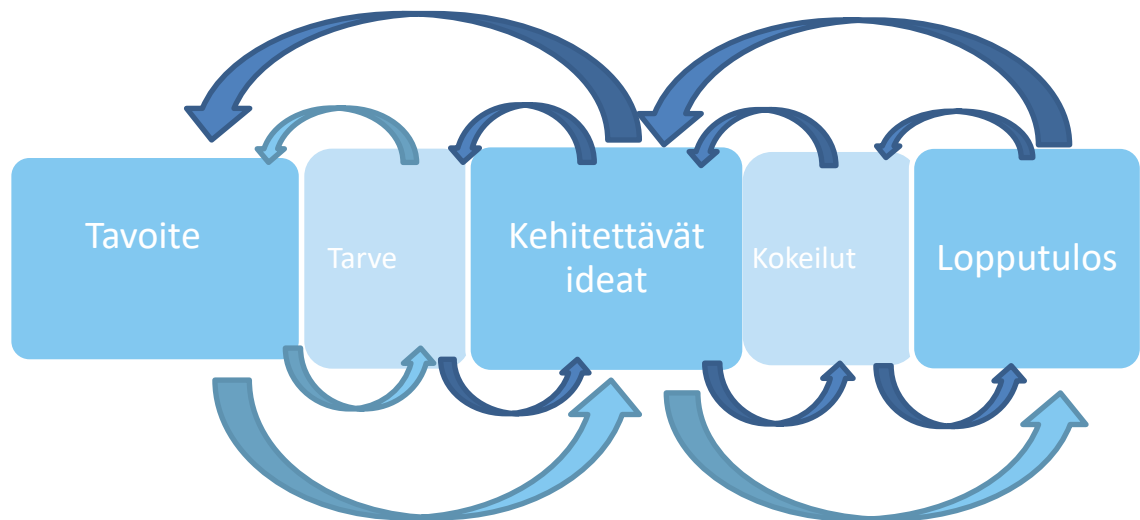 Tavoite
Tarve
Kehitettävät
ideat
Kokeilut
Lopputulos